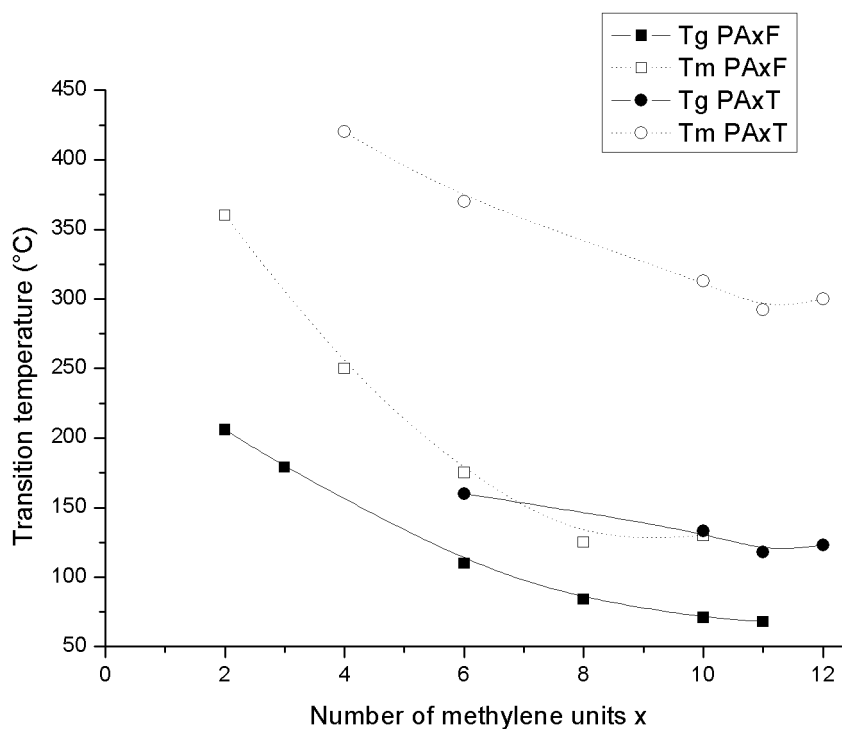 Tg PAxF
Tm PAxF
Tg PAxT
Tm PAxT
450
400
350
300
250
200
150
100
50
0 2 4 6 8 10 12
Transition temperature (°C)
Number of methylene units x